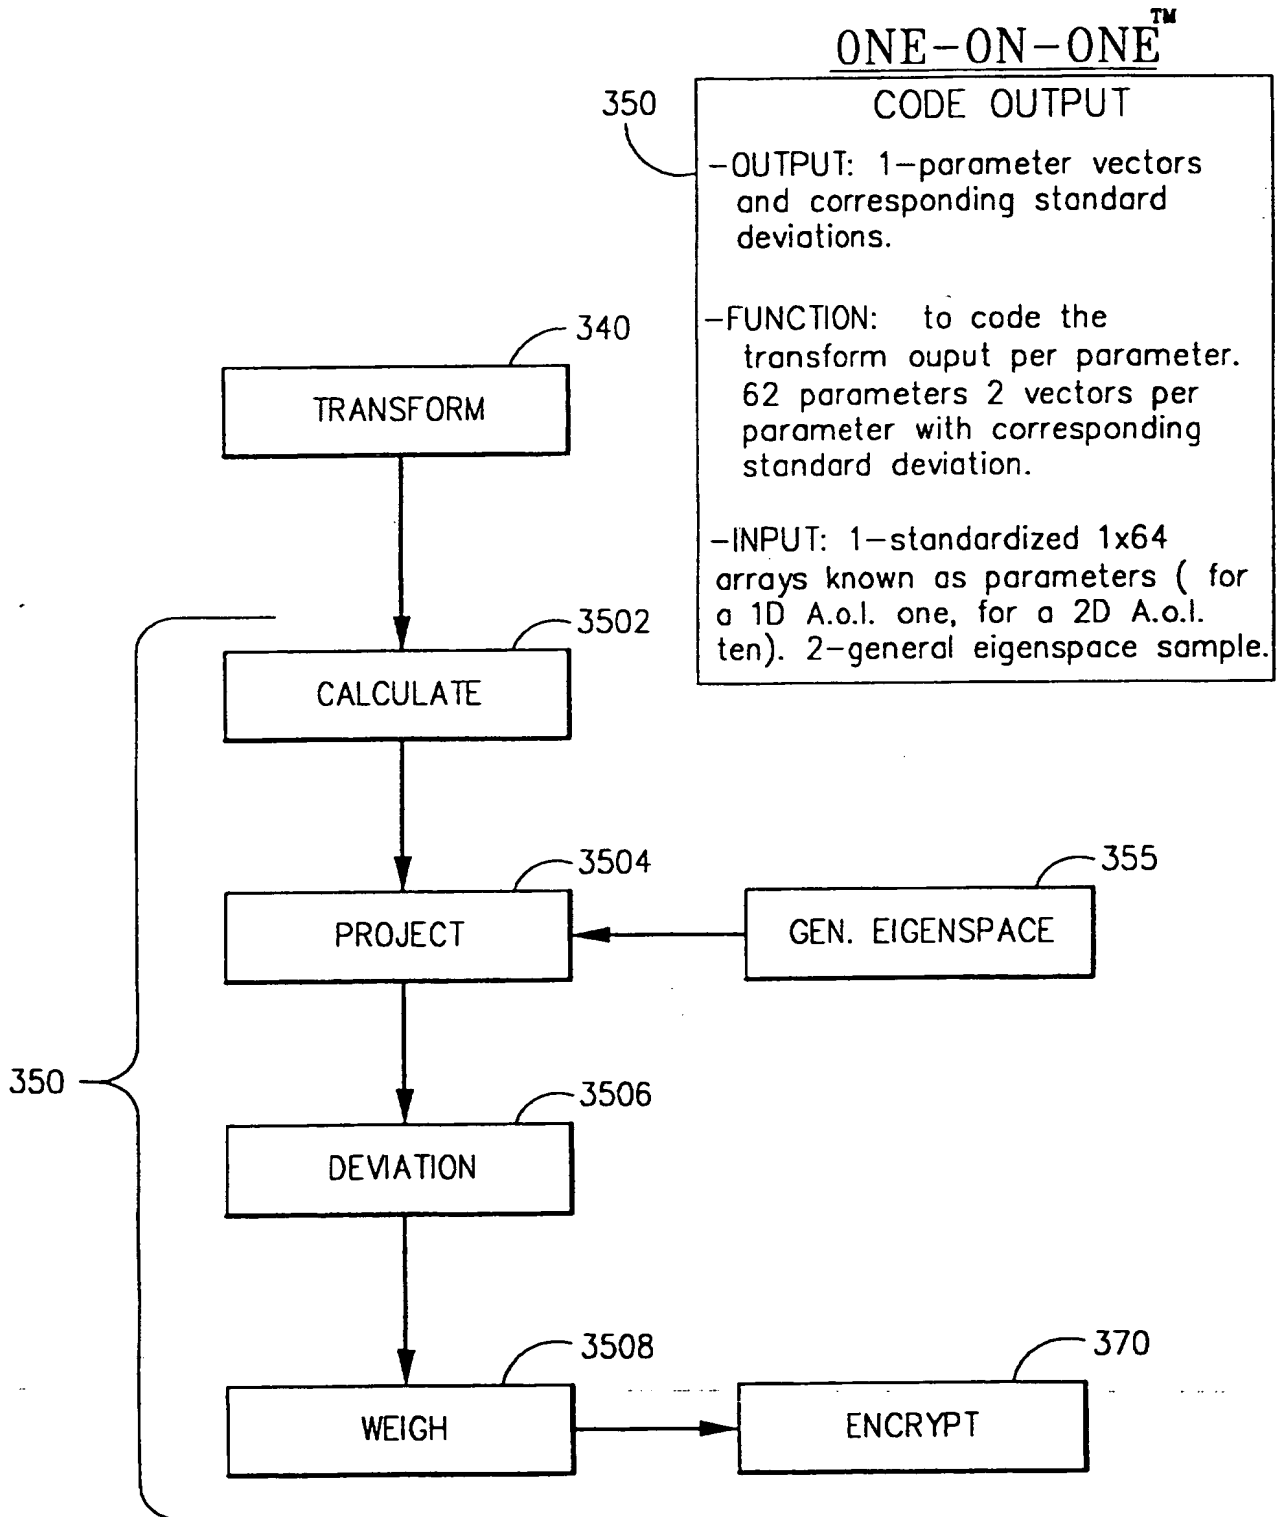 ONE-ON-ONE™
350
CODE OUTPUT
-OUTPUT: 1-parameter vectors
and corresponding standard
deviations.
-FUNCTION: to code the
transform ouput per parameter.
62 parameters 2 vectors per
parameter with corresponding
standard deviation.
-INPUT: 1-standardized 1x64
arrays known as parameters ( for
a 1D A.o.I. one, for a 2D A.o.I.
ten). 2-general eigenspace sample.
340
TRANSFORM
3502
CALCULATE
3504
PROJECT
355
GEN. EIGENSPACE
350
3506
DEVIATION
3508
WEIGH
370
ENCRYPT